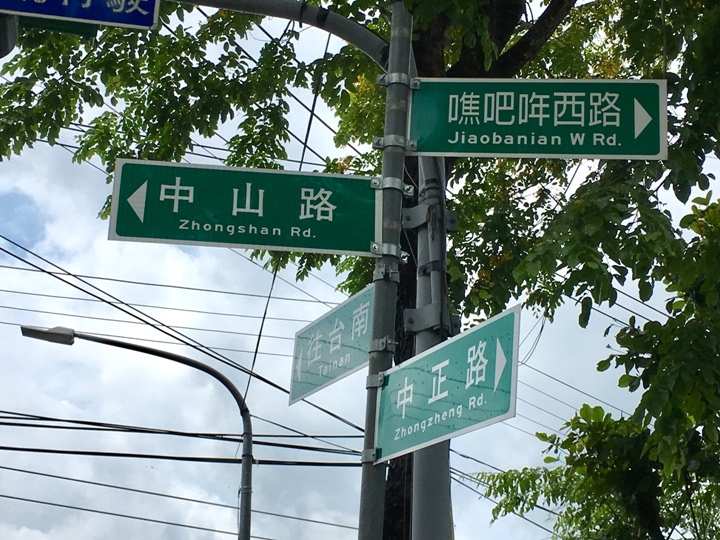 噍吧哖西路
Jiaobanian W Rd.
中山路
Zhongshan Rd.
往台南
Tainan
中正路
Zhongzheng Rd.